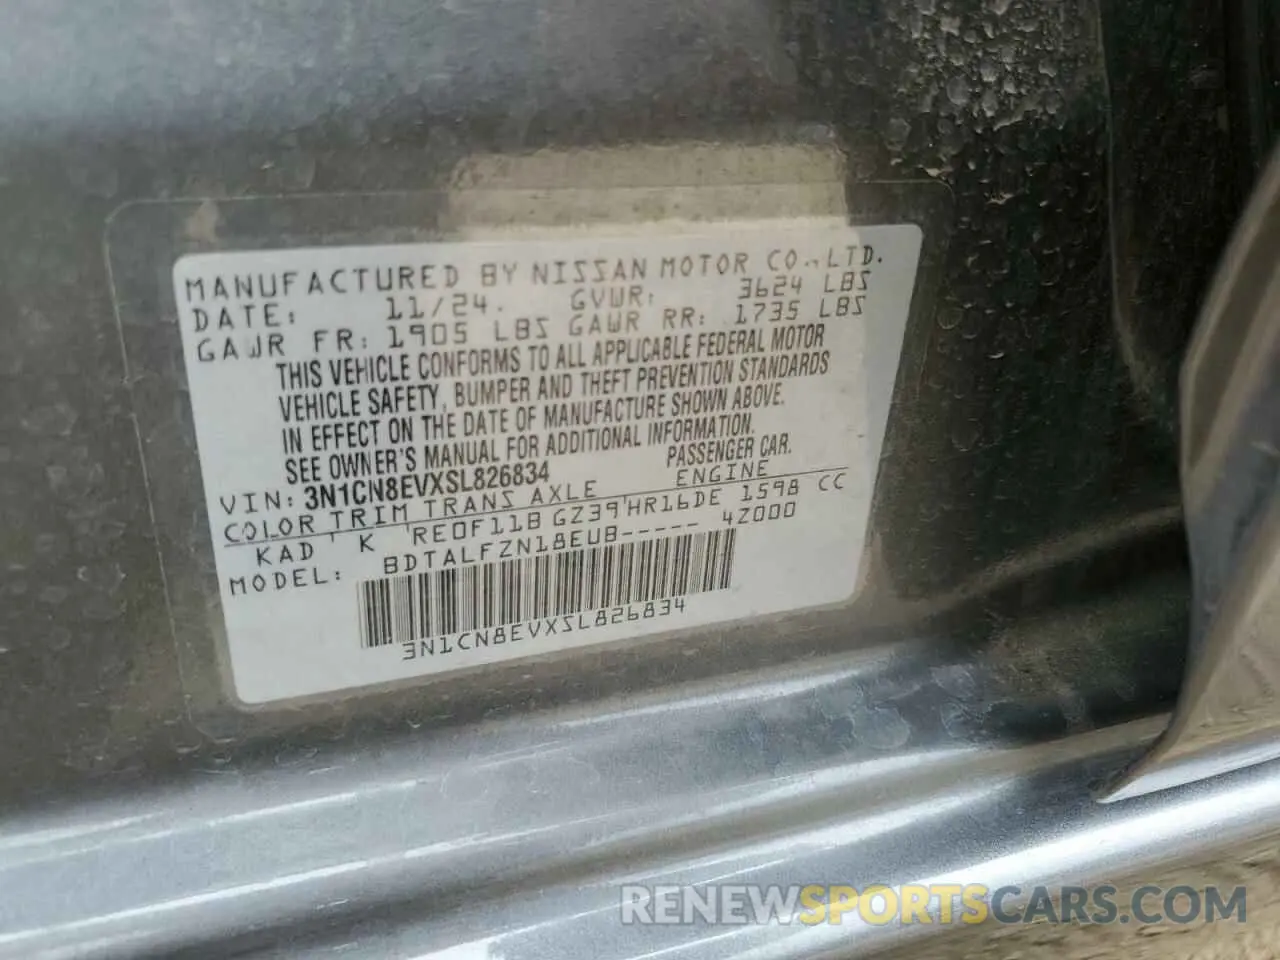 MANUFACTURED BY NISSAN MOTOR CO.,LTD.
DATE: 11/24. GVWR: 3624 LBS
GAWR FR: 1905 LBS GAWR RR: 1735 LBS
THIS VEHICLE CONFORMS TO ALL APPLICABLE FEDERAL MOTOR
VEHICLE SAFETY, BUMPER AND THEFT PREVENTION STANDARDS
IN EFFECT ON THE DATE OF MANUFACTURE SHOWN ABOVE.
SEE OWNER'S MANUAL FOR ADDITIONAL INFORMATION.
VIN: 3N1CN8EVXSL826834 PASSENGER CAR.
COLOR TRIM TRANS AXLE ENGINE
KAD ' K 'RE0F11B GZ39'HR16DE 1598 CC
MODEL: BDTALFZN18EUB----- 4Z000
3N1CN8EVXSL826834
RENEWSPORTSCARS.COM